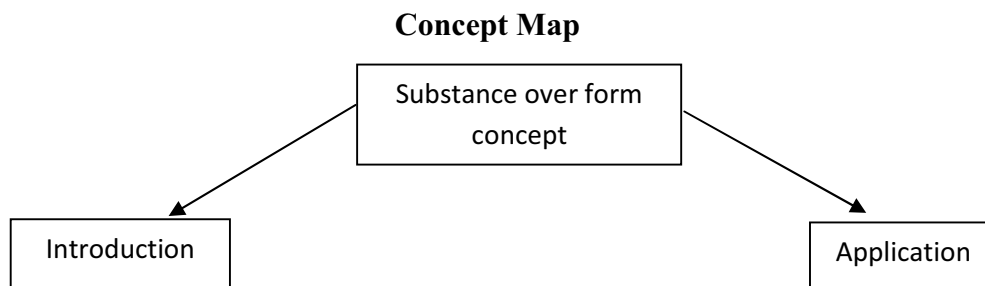 Concept Map
Substance over form
concept
Introduction
Application